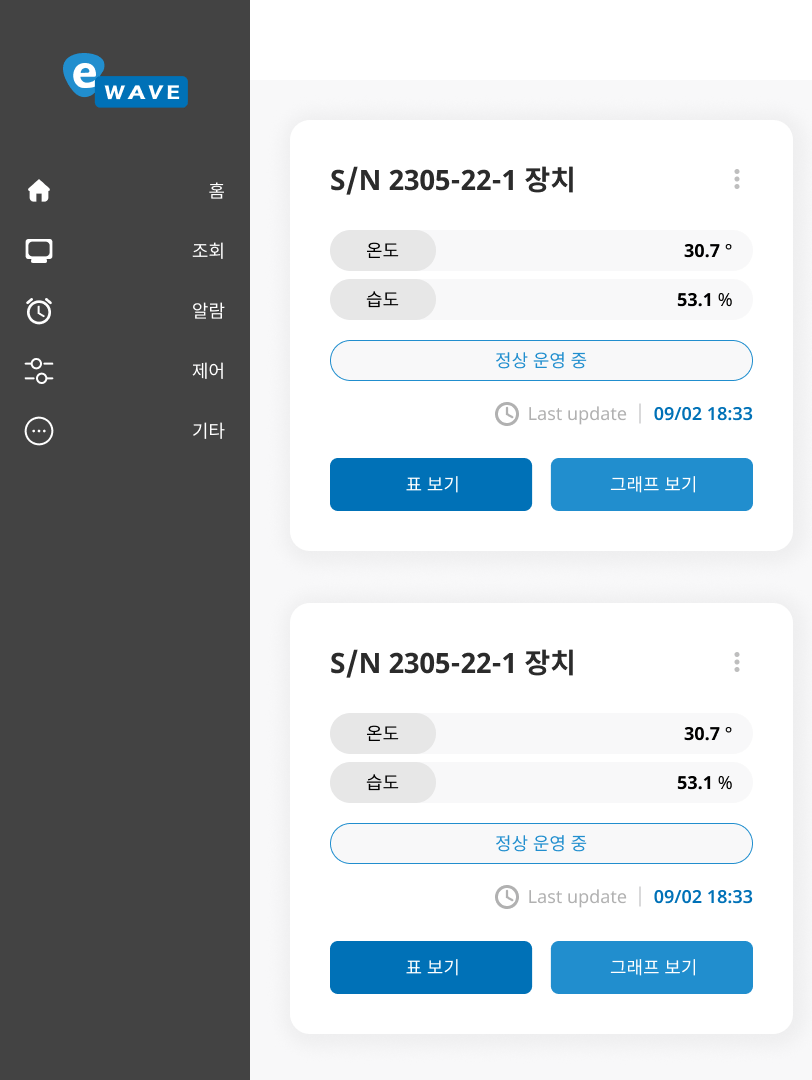 e WAVE
홈
조회
알람
제어
기타
S/N 2305-22-1 장치
온도 30.7 °
습도 53.1 %
정상 운영 중
Last update | 09/02 18:33
표 보기 그래프 보기
S/N 2305-22-1 장치
온도 30.7 °
습도 53.1 %
정상 운영 중
Last update | 09/02 18:33
표 보기 그래프 보기